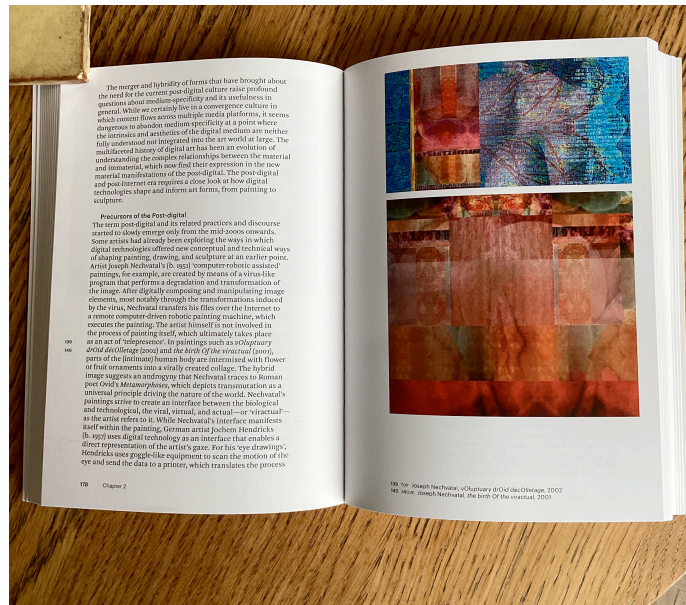 The merger and hybridity of forms that have brought about
the need for the current post-digital culture raise profound
questions about medium-specificity and its usefulness in
general. While we certainly live in a convergence culture in
which content flows across multiple media platforms, it seems
dangerous to abandon medium-specificity at a point where
the intrinsics and aesthetics of the digital medium are neither
fully understood nor integrated into the art world at large. The
multifaceted history of digital art has been an evolution of
understanding the complex relationships between the material
and immaterial, which now find their expression in the new
material manifestations of the post-digital. The post-digital
and post-Internet era requires a close look at how digital
technologies shape and inform art forms, from painting to
sculpture.
Precursors of the Post-digital
The term post-digital and its related practices and discourse
started to slowly emerge only from the mid-2000s onwards.
Some artists had already been exploring the ways in which
digital technologies offered new conceptual and technical ways
of shaping painting, drawing, and sculpture at an earlier point.
Artist Joseph Nechvatal's (b. 1951) 'computer-robotic assisted'
paintings, for example, are created by means of a virus-like
program that performs a degradation and transformation of
the image. After digitally composing and manipulating image
elements, most notably through the transformations induced
by the virus, Nechvatal transfers his files over the Internet to
a remote computer-driven robotic painting machine, which
executes the painting. The artist himself is not involved in
the process of painting itself, which ultimately takes place
139 as an act of 'telepresence'. In paintings such as vOluptuary
140 drOid décOlletage (2002) and the birth Of the viractual (2001),
parts of the (intimate) human body are intermixed with flower
or fruit ornaments into a virally created collage. The hybrid
image suggests an androgyny that Nechvatal traces to Roman
poet Ovid's Metamorphoses, which depicts transmutation as a
universal principle driving the nature of the world. Nechvatal's
paintings strive to create an interface between the biological
and technological, the viral, virtual, and actual—or 'viractual'—
as the artist refers to it. While Nechvatal's interface manifests
itself within the painting, German artist Jochem Hendricks
(b. 1957) uses digital technology as an interface that enables a
direct representation of the artist's gaze. For his 'eye drawings',
Hendricks uses goggle-like equipment to scan the motion of the
eye and send the data to a printer, which translates the process
178 Chapter 2
139 TOP Joseph Nechvatal, vOluptuary drOid décOlletage, 2002
140 ABOVE Joseph Nechvatal, the birth Of the viractual, 2001